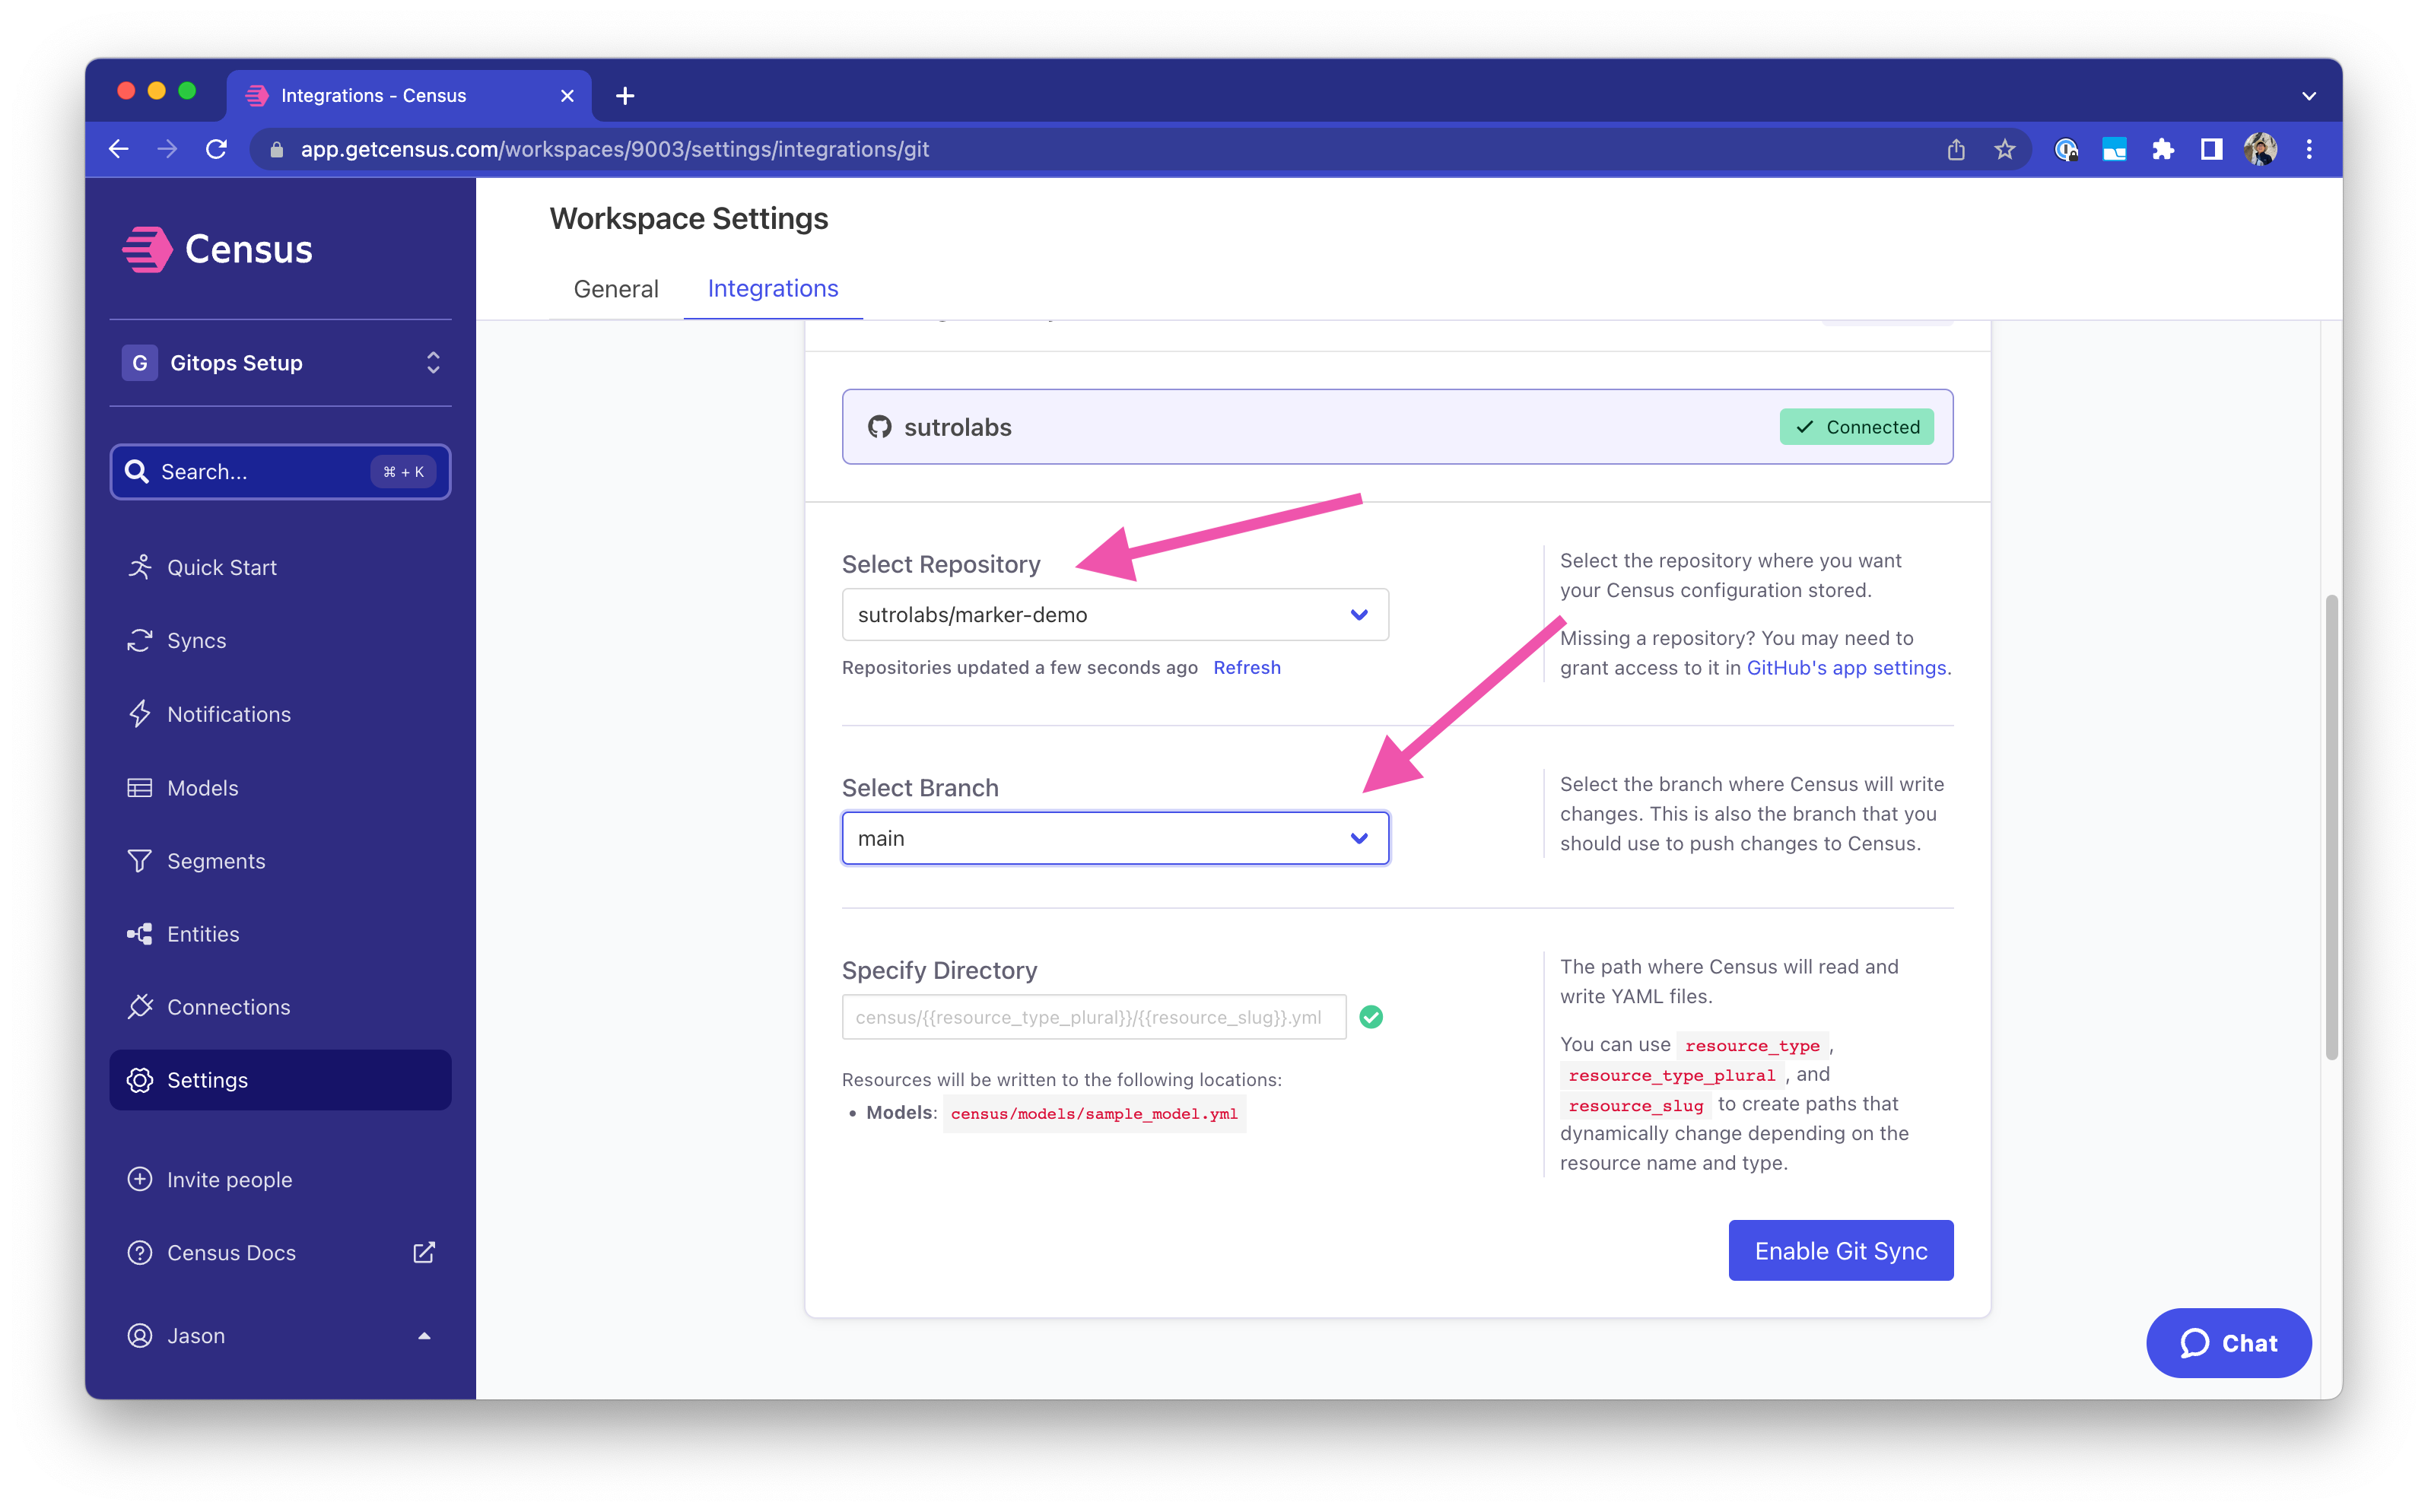 Integrations - Census
app.getcensus.com/workspaces/9003/settings/integrations/git
Census
G Gitops Setup
Search... ⌘ + K
Quick Start
Syncs
Notifications
Models
Segments
Entities
Connections
Settings
Invite people
Census Docs
Jason
Workspace Settings
General Integrations
sutrolabs
Connected
Select Repository
sutrolabs/marker-demo
Repositories updated a few seconds ago Refresh
Select the repository where you want
your Census configuration stored.
Missing a repository? You may need to
grant access to it in GitHub's app settings.
Select Branch
main
Select the branch where Census will write
changes. This is also the branch that you
should use to push changes to Census.
Specify Directory
census/{{resource_type_plural}}/{{resource_slug}}.yml
Resources will be written to the following locations:
• Models: census/models/sample_model.yml
The path where Census will read and
write YAML files.
You can use resource_type,
resource_type_plural, and
resource_slug to create paths that
dynamically change depending on the
resource name and type.
Enable Git Sync
Chat